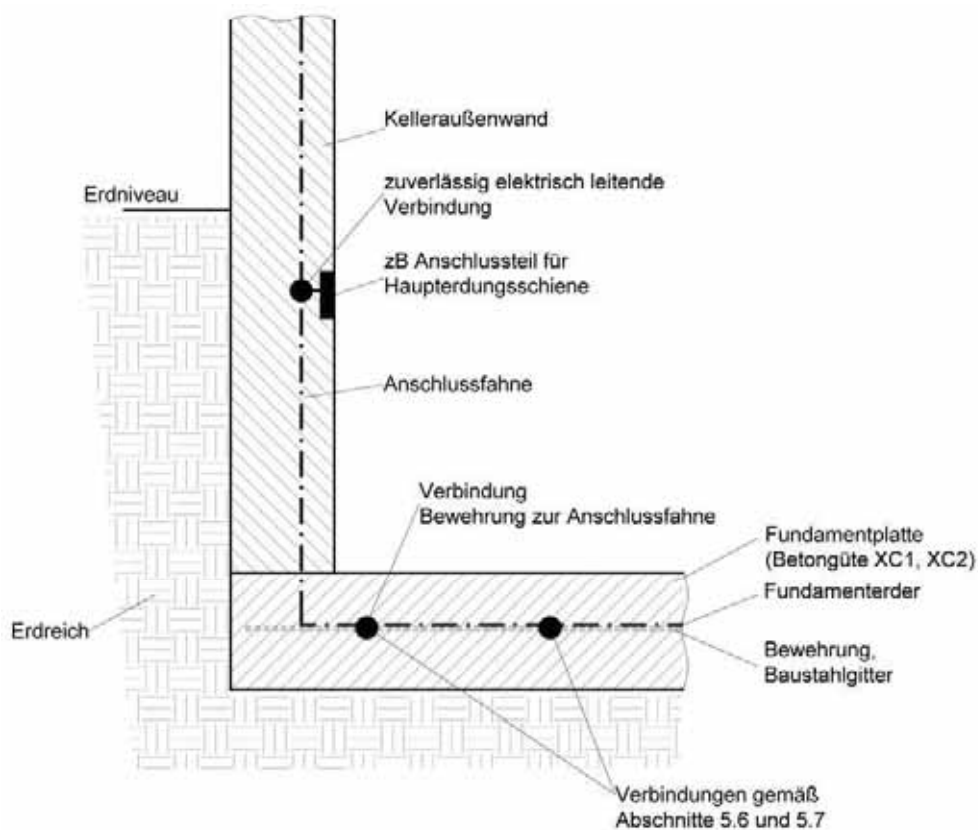 Kelleraußenwand
zuverlässig elektrisch leitende
Verbindung
Erdniveau
zB Anschlussteil für
Haupterdungsschiene
Anschlussfahne
Verbindung
Bewehrung zur Anschlussfahne
Fundamentplatte
(Betongüte XC1, XC2)
Fundamenterder
Erdreich
Bewehrung,
Baustahlgitter
Verbindungen gemäß
Abschnitte 5.6 und 5.7